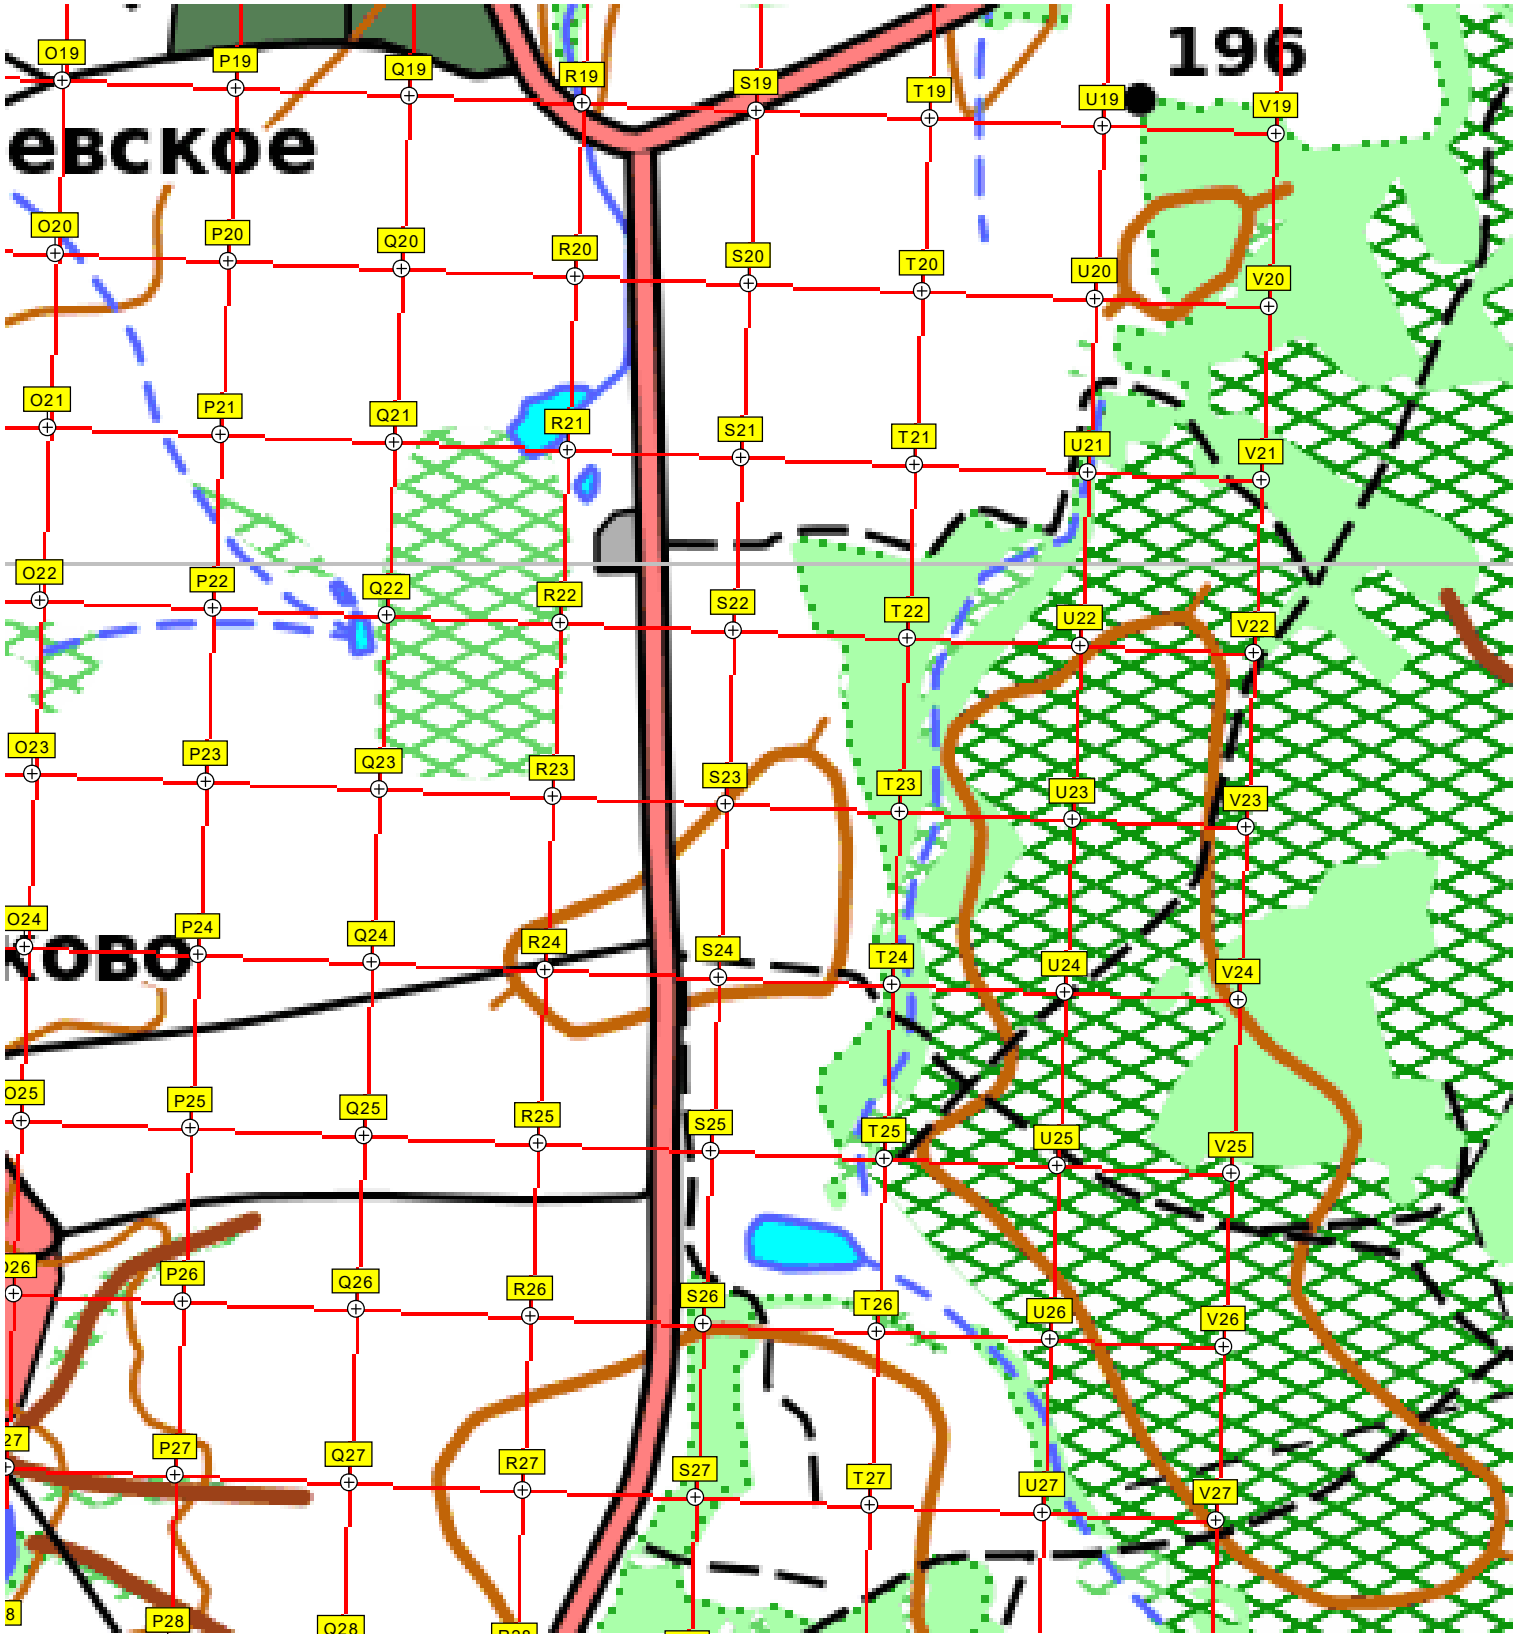 196
O19 P19 Q19 R19 S19 T19 U19 V19
евское
O20 P20 Q20 R20 S20 T20 U20 V20
O21 P21 Q21 R21 S21 T21 U21 V21
O22 P22 Q22 R22 S22 T22 U22 V22
O23 P23 Q23 R23 S23 T23 U23 V23
O24 P24 Q24 R24 S24 T24 U24 V24
ково
O25 P25 Q25 R25 S25 T25 U25 V25
O26 P26 Q26 R26 S26 T26 U26 V26
27 P27 Q27 R27 S27 T27 U27 V27
8 P28 Q28